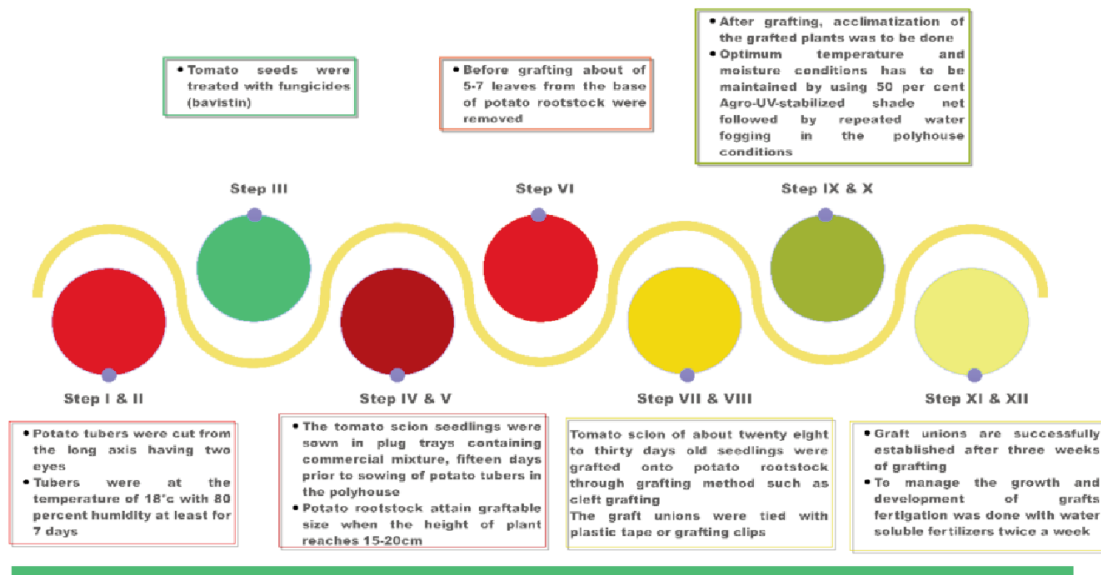 • Tomato seeds were
treated with fungicides
(bavistin)
• Before grafting about of
5-7 leaves from the base
of potato rootstock were
removed
• After grafting, acclimatization of
the grafted plants was to be done
• Optimum temperature and
moisture conditions has to be
maintained by using 50 per cent
Agro-UV-stabilized shade net
followed by repeated water
fogging in the polyhouse
conditions
Step III
Step VI
Step IX & X
Step I & II
Step IV & V
Step VII & VIII
Step XI & XII
• Potato tubers were cut from
the long axis having two
eyes
• Tubers were at the
temperature of 18°c with 80
percent humidity at least for
7 days
• The tomato scion seedlings were
sown in plug trays containing
commercial mixture, fifteen days
prior to sowing of potato tubers in
the polyhouse
• Potato rootstock attain graftable
size when the height of plant
reaches 15-20cm
Tomato scion of about twenty eight
to thirty days old seedlings were
grafted onto potato rootstock
through grafting method such as
cleft grafting
The graft unions were tied with
plastic tape or grafting clips
• Graft unions are successfully
established after three weeks
of grafting
• To manage the growth and
development of grafts
fertigation was done with water
soluble fertilizers twice a week